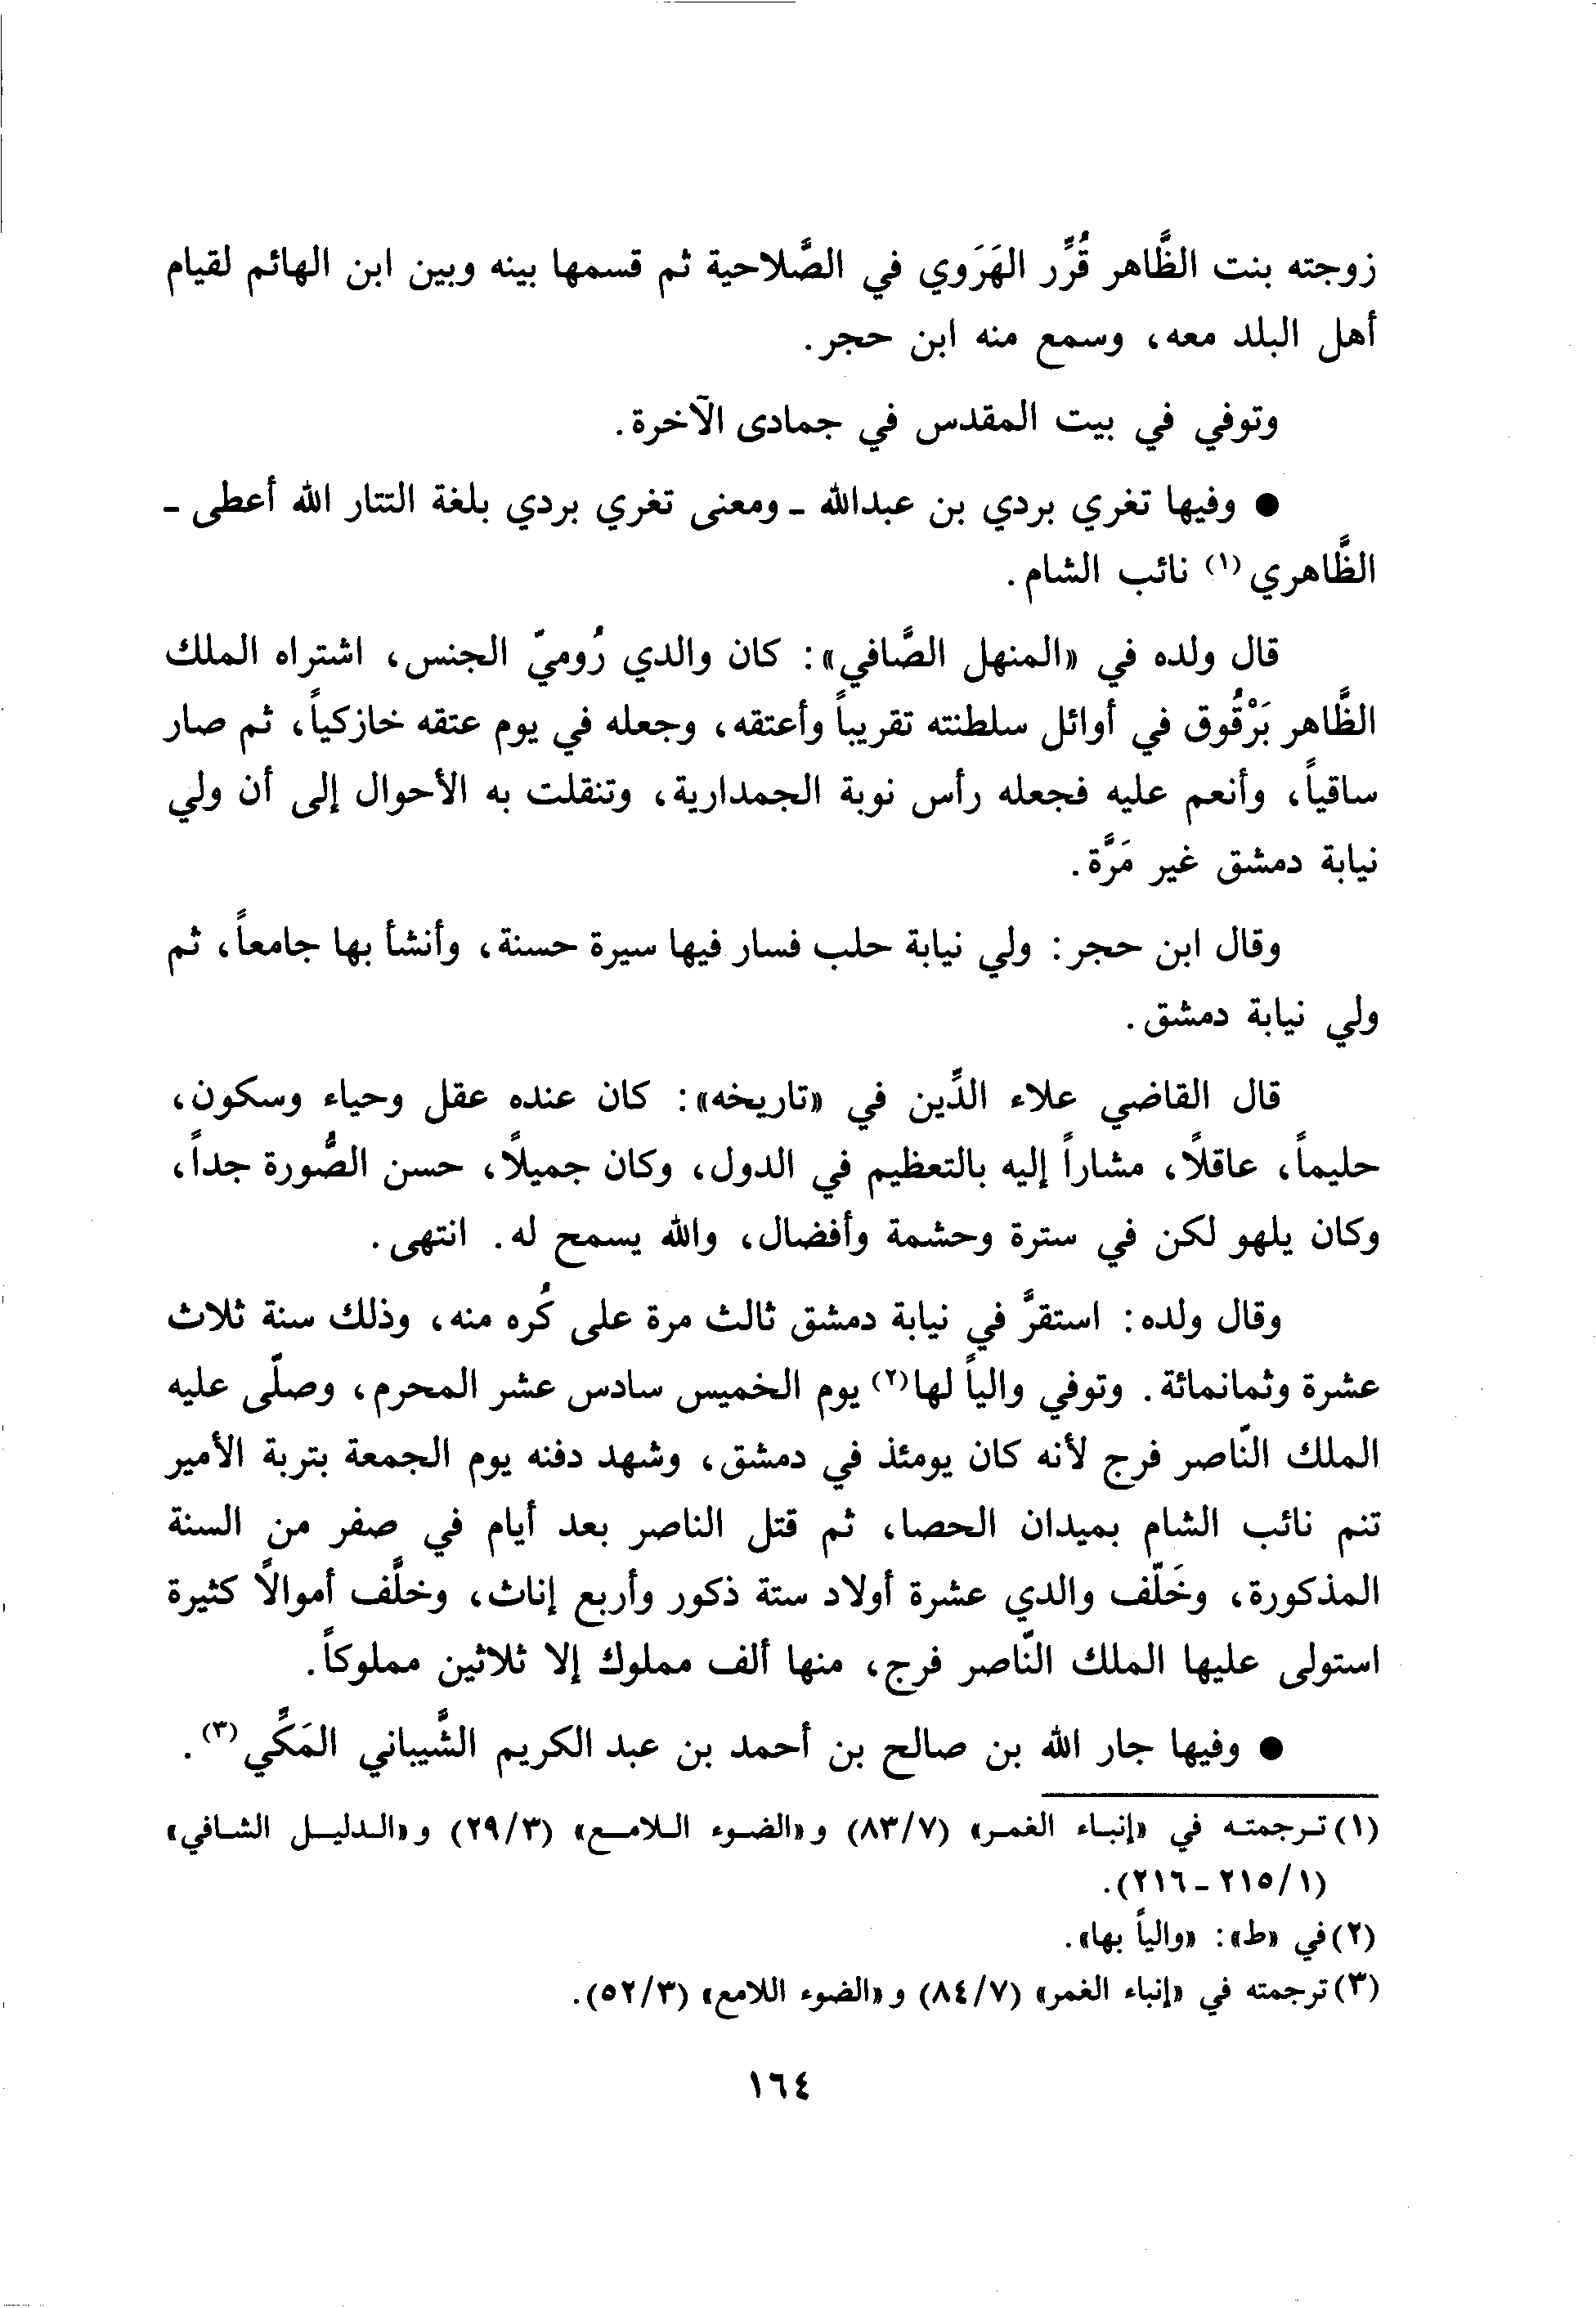 زوجته بنت الظَّاهر قُرِّر الهَرَوي في الصَّلاحية ثم قسمها بينه وبين ابن الهائم لقيام
أهل البلد معه، وسمع منه ابن حجر.
وتوفي في بيت المقدس في جمادى الآخرة.
● وفيها تغري بردي بن عبدالله ـ ومعنى تغري بردي بلغة التتار الله أعطى ـ
الظَّاهري(١) نائب الشام.
قال ولده في «المنهل الصَّافي»: كان والدي رُوميّ الجنس، اشتراه الملك
الظَّاهر بَرْقُوق في أوائل سلطنته تقريباً وأعتقه، وجعله في يوم عتقه خازكياً، ثم صار
ساقياً، وأنعم عليه فجعله رأس نوبة الجمدارية، وتنقلت به الأحوال إلى أن ولي
نيابة دمشق غير مَرَّة.
وقال ابن حجر: ولي نيابة حلب فسار فيها سيرة حسنة، وأنشأ بها جامعاً، ثم
ولي نيابة دمشق.
قال القاضي علاء الدِّين في «تاريخه»: كان عنده عقل وحياء وسكون،
حليماً، عاقلاً، مشاراً إليه بالتعظيم في الدول، وكان جميلاً، حسن الصُّورة جداً،
وكان يلهو لكن في سترة وحشمة وأفضال، والله يسمح له. انتهى.
وقال ولده: استقرَّ في نيابة دمشق ثالث مرة على كُره منه، وذلك سنة ثلاث
عشرة وثمانمائة. وتوفي والياً لها(٢) يوم الخميس سادس عشر المحرم، وصلّى عليه
الملك النّاصر فرج لأنه كان يومئذ في دمشق، وشهد دفنه يوم الجمعة بتربة الأمير
تنم نائب الشام بميدان الحصا، ثم قتل الناصر بعد أيام في صفر من السنة
المذكورة، وخَلّف والدي عشرة أولاد ستة ذكور وأربع إناث، وخلَّف أموالاً كثيرة
استولى عليها الملك النّاصر فرج، منها ألف مملوك إلا ثلاثين مملوكاً.
● وفيها جار الله بن صالح بن أحمد بن عبد الكريم الشَّيباني المَكِّي(٣).
(١) ترجمته في «إنباء الغمر» (٨٣/٧) و«الضوء اللامع» (٢٩/٣) و«الدليل الشافي»
(٢١٥/١ ـ ٢١٦).
(٢) في «ط»: «والياً بها».
(٣) ترجمته في «إنباء الغمر» (٨٤/٧) و«الضوء اللامع» (٥٢/٣).
١٦٤